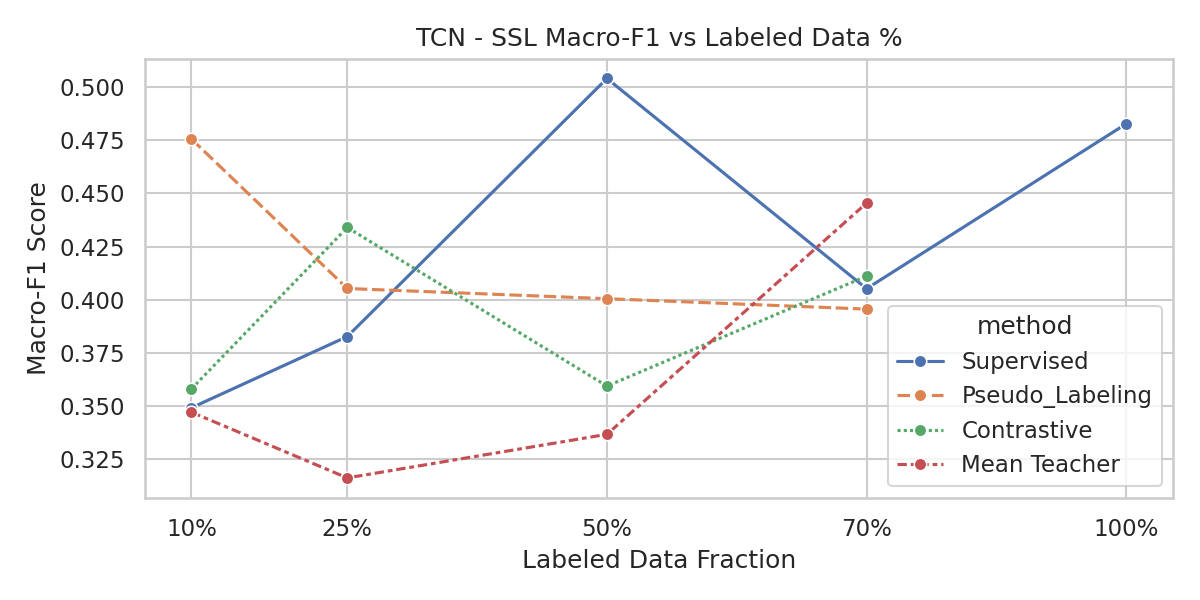 TCN - SSL Macro-F1 vs Labeled Data %
Macro-F1 Score
0.500
0.475
0.450
0.425
0.400
0.375
0.350
0.325
10%
25%
50%
70%
100%
Labeled Data Fraction
method
Supervised
Pseudo_Labeling
Contrastive
Mean Teacher